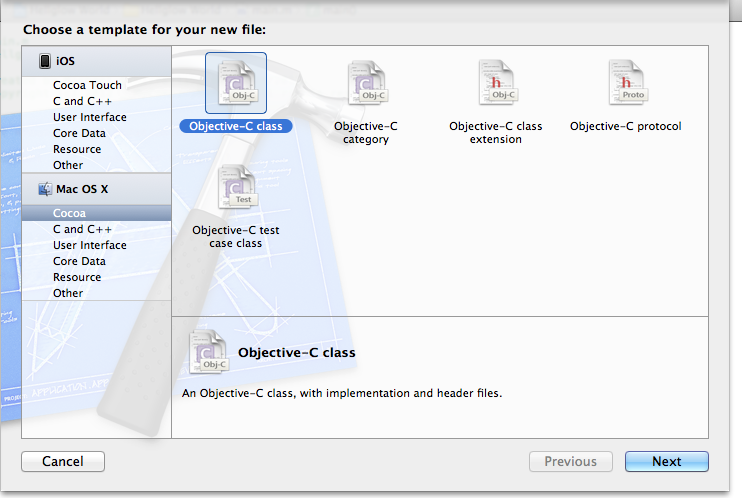 Choose a template for your new file:
iOS
Cocoa Touch
C and C++
User Interface
Core Data
Resource
Other
Mac OS X
Cocoa
C and C++
User Interface
Core Data
Resource
Other
Obj-C
Objective-C class
Obj-C
Objective-C
category
h
Obj-C
Objective-C class
extension
h
Proto
Objective-C protocol
Test
Objective-C test
case class
Obj-C
Objective-C class
An Objective-C class, with implementation and header files.
Cancel
Previous
Next